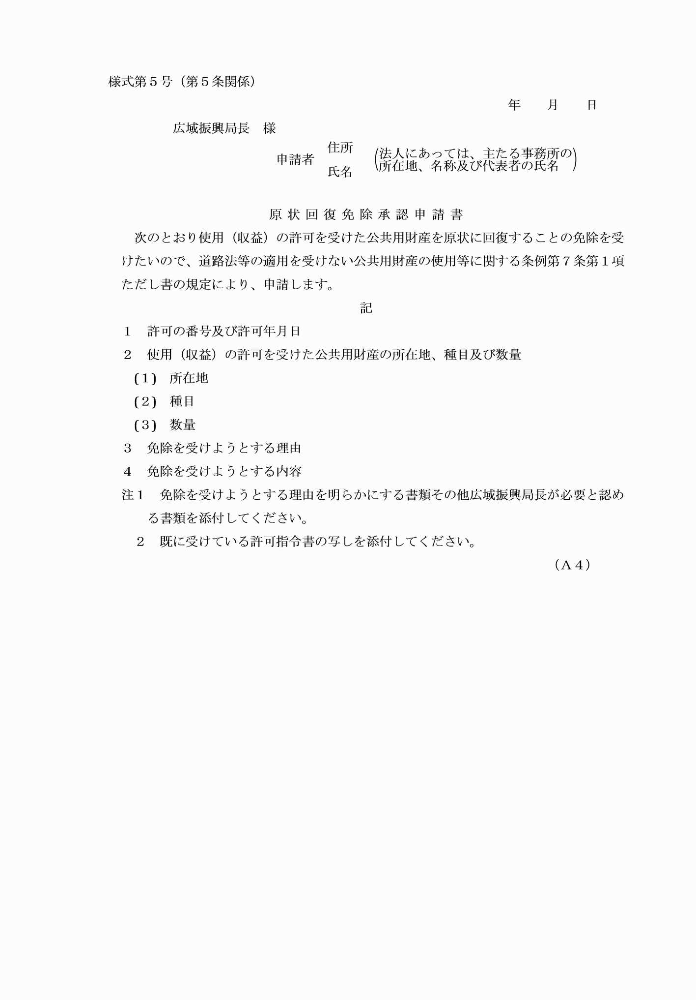 様式第５号（第５条関係）
年　　月　　日
広域振興局長　様
申請者　住所
氏名
（法人にあっては、主たる事務所の
所在地、名称及び代表者の氏名　）
原状回復免除承認申請書
次のとおり使用（収益）の許可を受けた公共用財産を原状に回復することの免除を受
けたいので、道路法等の適用を受けない公共用財産の使用等に関する条例第７条第１項
ただし書の規定により、申請します。
記
１　許可の番号及び許可年月日
２　使用（収益）の許可を受けた公共用財産の所在地、種目及び数量
(１)　所在地
(２)　種目
(３)　数量
３　免除を受けようとする理由
４　免除を受けようとする内容
注１　免除を受けようとする理由を明らかにする書類その他広域振興局長が必要と認め
る書類を添付してください。
２　既に受けている許可指令書の写しを添付してください。
（Ａ４）